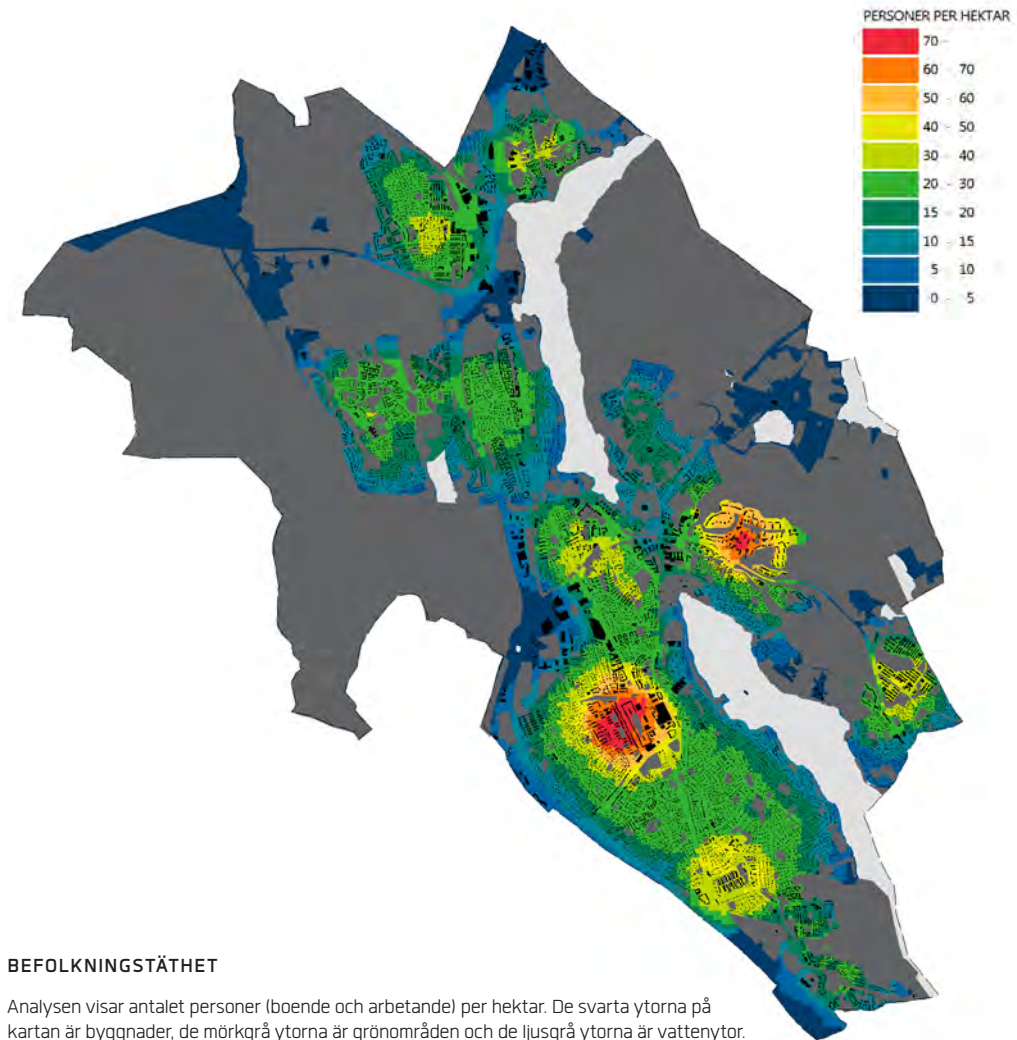 PERSONER PER HEKTAR
70 -
60 - 70
50 - 60
40 - 50
30 - 40
20 - 30
15 - 20
10 - 15
5 - 10
0 - 5
BEFOLKNINGSTÄTHET
Analysen visar antalet personer (boende och arbetande) per hektar. De svarta ytorna på
kartan är byggnader, de mörkgrå ytorna är grönområden och de ljusgrå ytorna är vattenytor.